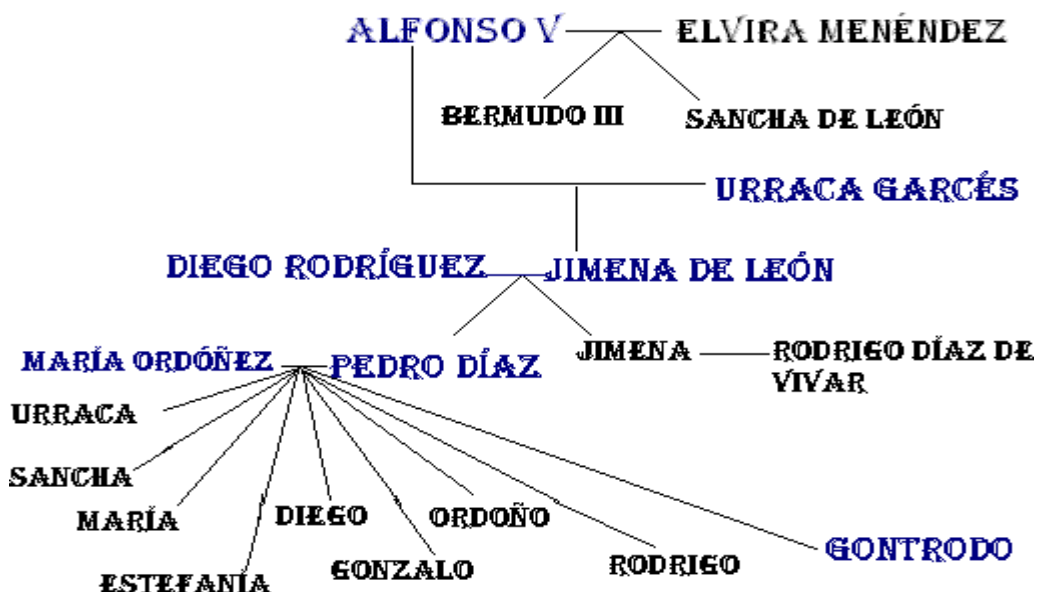 ALFONSO V ELVIRA MENÉNDEZ
BERMUDO III SANCHA DE LEÓN
URRACA GARCÉS
DIEGO RODRÍGUEZ JIMENA DE LEÓN
MARÍA ORDÓÑEZ PEDRO DÍAZ JIMENA RODRIGO DÍAZ DE
VIVAR
URRACA
SANCHA
MARÍA DIEGO ORDOÑO
ESTEFANIA GONZALO RODRIGO GONTRODO